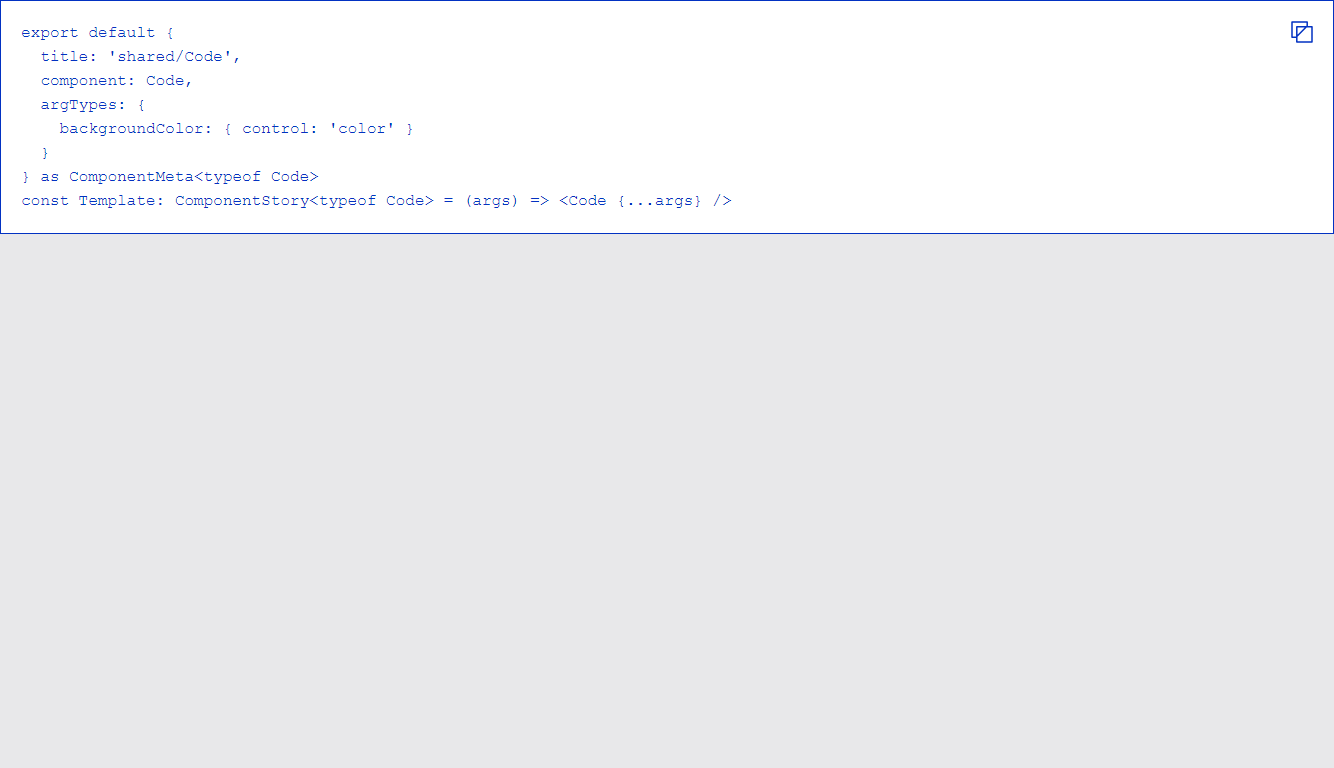 export default {
  title: 'shared/Code',
  component: Code,
  argTypes: {
    backgroundColor: { control: 'color' }
  }
} as ComponentMeta<typeof Code>
const Template: ComponentStory<typeof Code> = (args) => <Code {...args} />